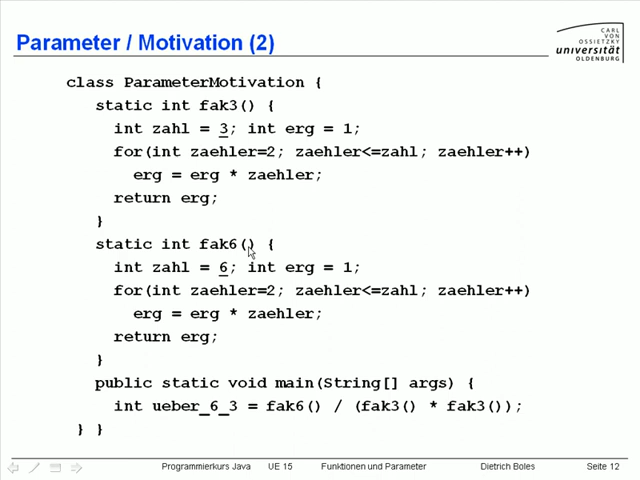 Parameter / Motivation (2)
CARL
VON
OSSIETZKY
universität
OLDENBURG
class ParameterMotivation {
static int fak3() {
int zahl = 3; int erg = 1;
for(int zaehler=2; zaehler<=zahl; zaehler++)
erg = erg * zaehler;
return erg;
}
static int fak6() {
int zahl = 6; int erg = 1;
for(int zaehler=2; zaehler<=zahl; zaehler++)
erg = erg * zaehler;
return erg;
}
public static void main(String[] args) {
int ueber_6_3 = fak6() / (fak3() * fak3());
} }
Programmierkurs Java UE 15 Funktionen und Parameter Dietrich Boles Seite 12